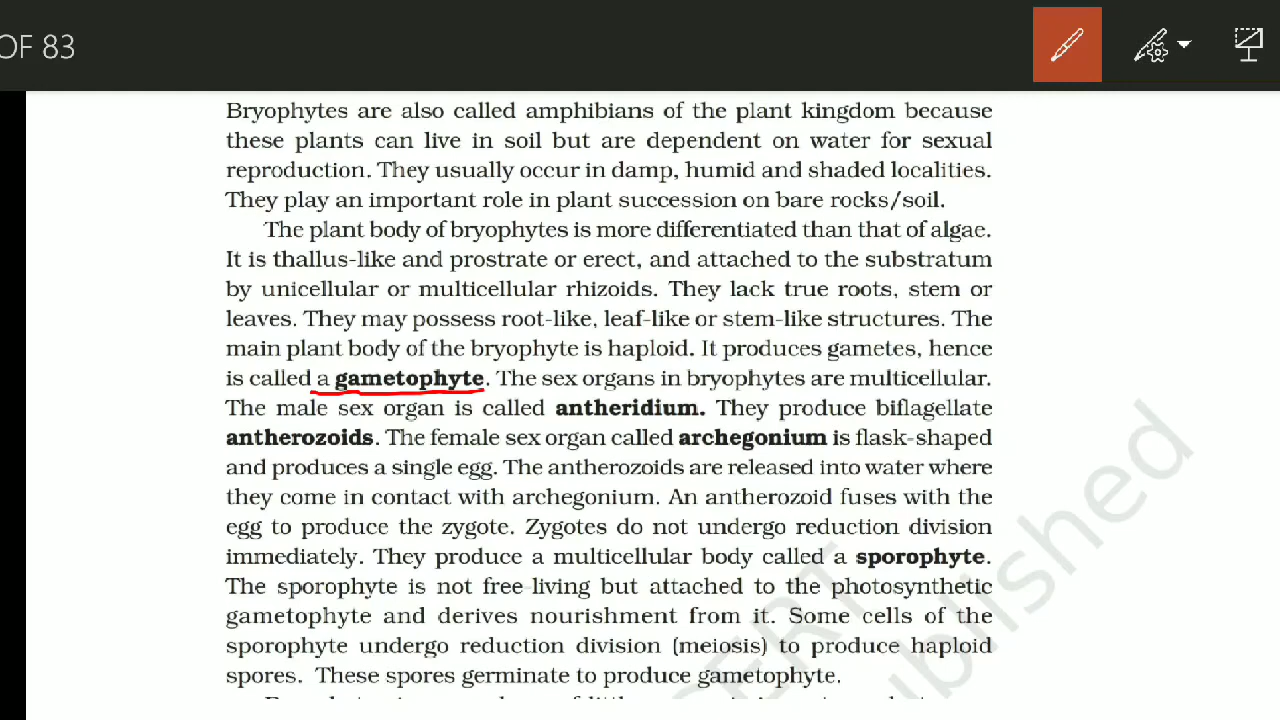 OF 83
Bryophytes are also called amphibians of the plant kingdom because
these plants can live in soil but are dependent on water for sexual
reproduction. They usually occur in damp, humid and shaded localities.
They play an important role in plant succession on bare rocks/soil.
The plant body of bryophytes is more differentiated than that of algae.
It is thallus-like and prostrate or erect, and attached to the substratum
by unicellular or multicellular rhizoids. They lack true roots, stem or
leaves. They may possess root-like, leaf-like or stem-like structures. The
main plant body of the bryophyte is haploid. It produces gametes, hence
is called a gametophyte. The sex organs in bryophytes are multicellular.
The male sex organ is called antheridium. They produce biflagellate
antherozoids. The female sex organ called archegonium is flask-shaped
and produces a single egg. The antherozoids are released into water where
they come in contact with archegonium. An antherozoid fuses with the
egg to produce the zygote. Zygotes do not undergo reduction division
immediately. They produce a multicellular body called a sporophyte.
The sporophyte is not free-living but attached to the photosynthetic
gametophyte and derives nourishment from it. Some cells of the
sporophyte undergo reduction division (meiosis) to produce haploid
spores. These spores germinate to produce gametophyte.